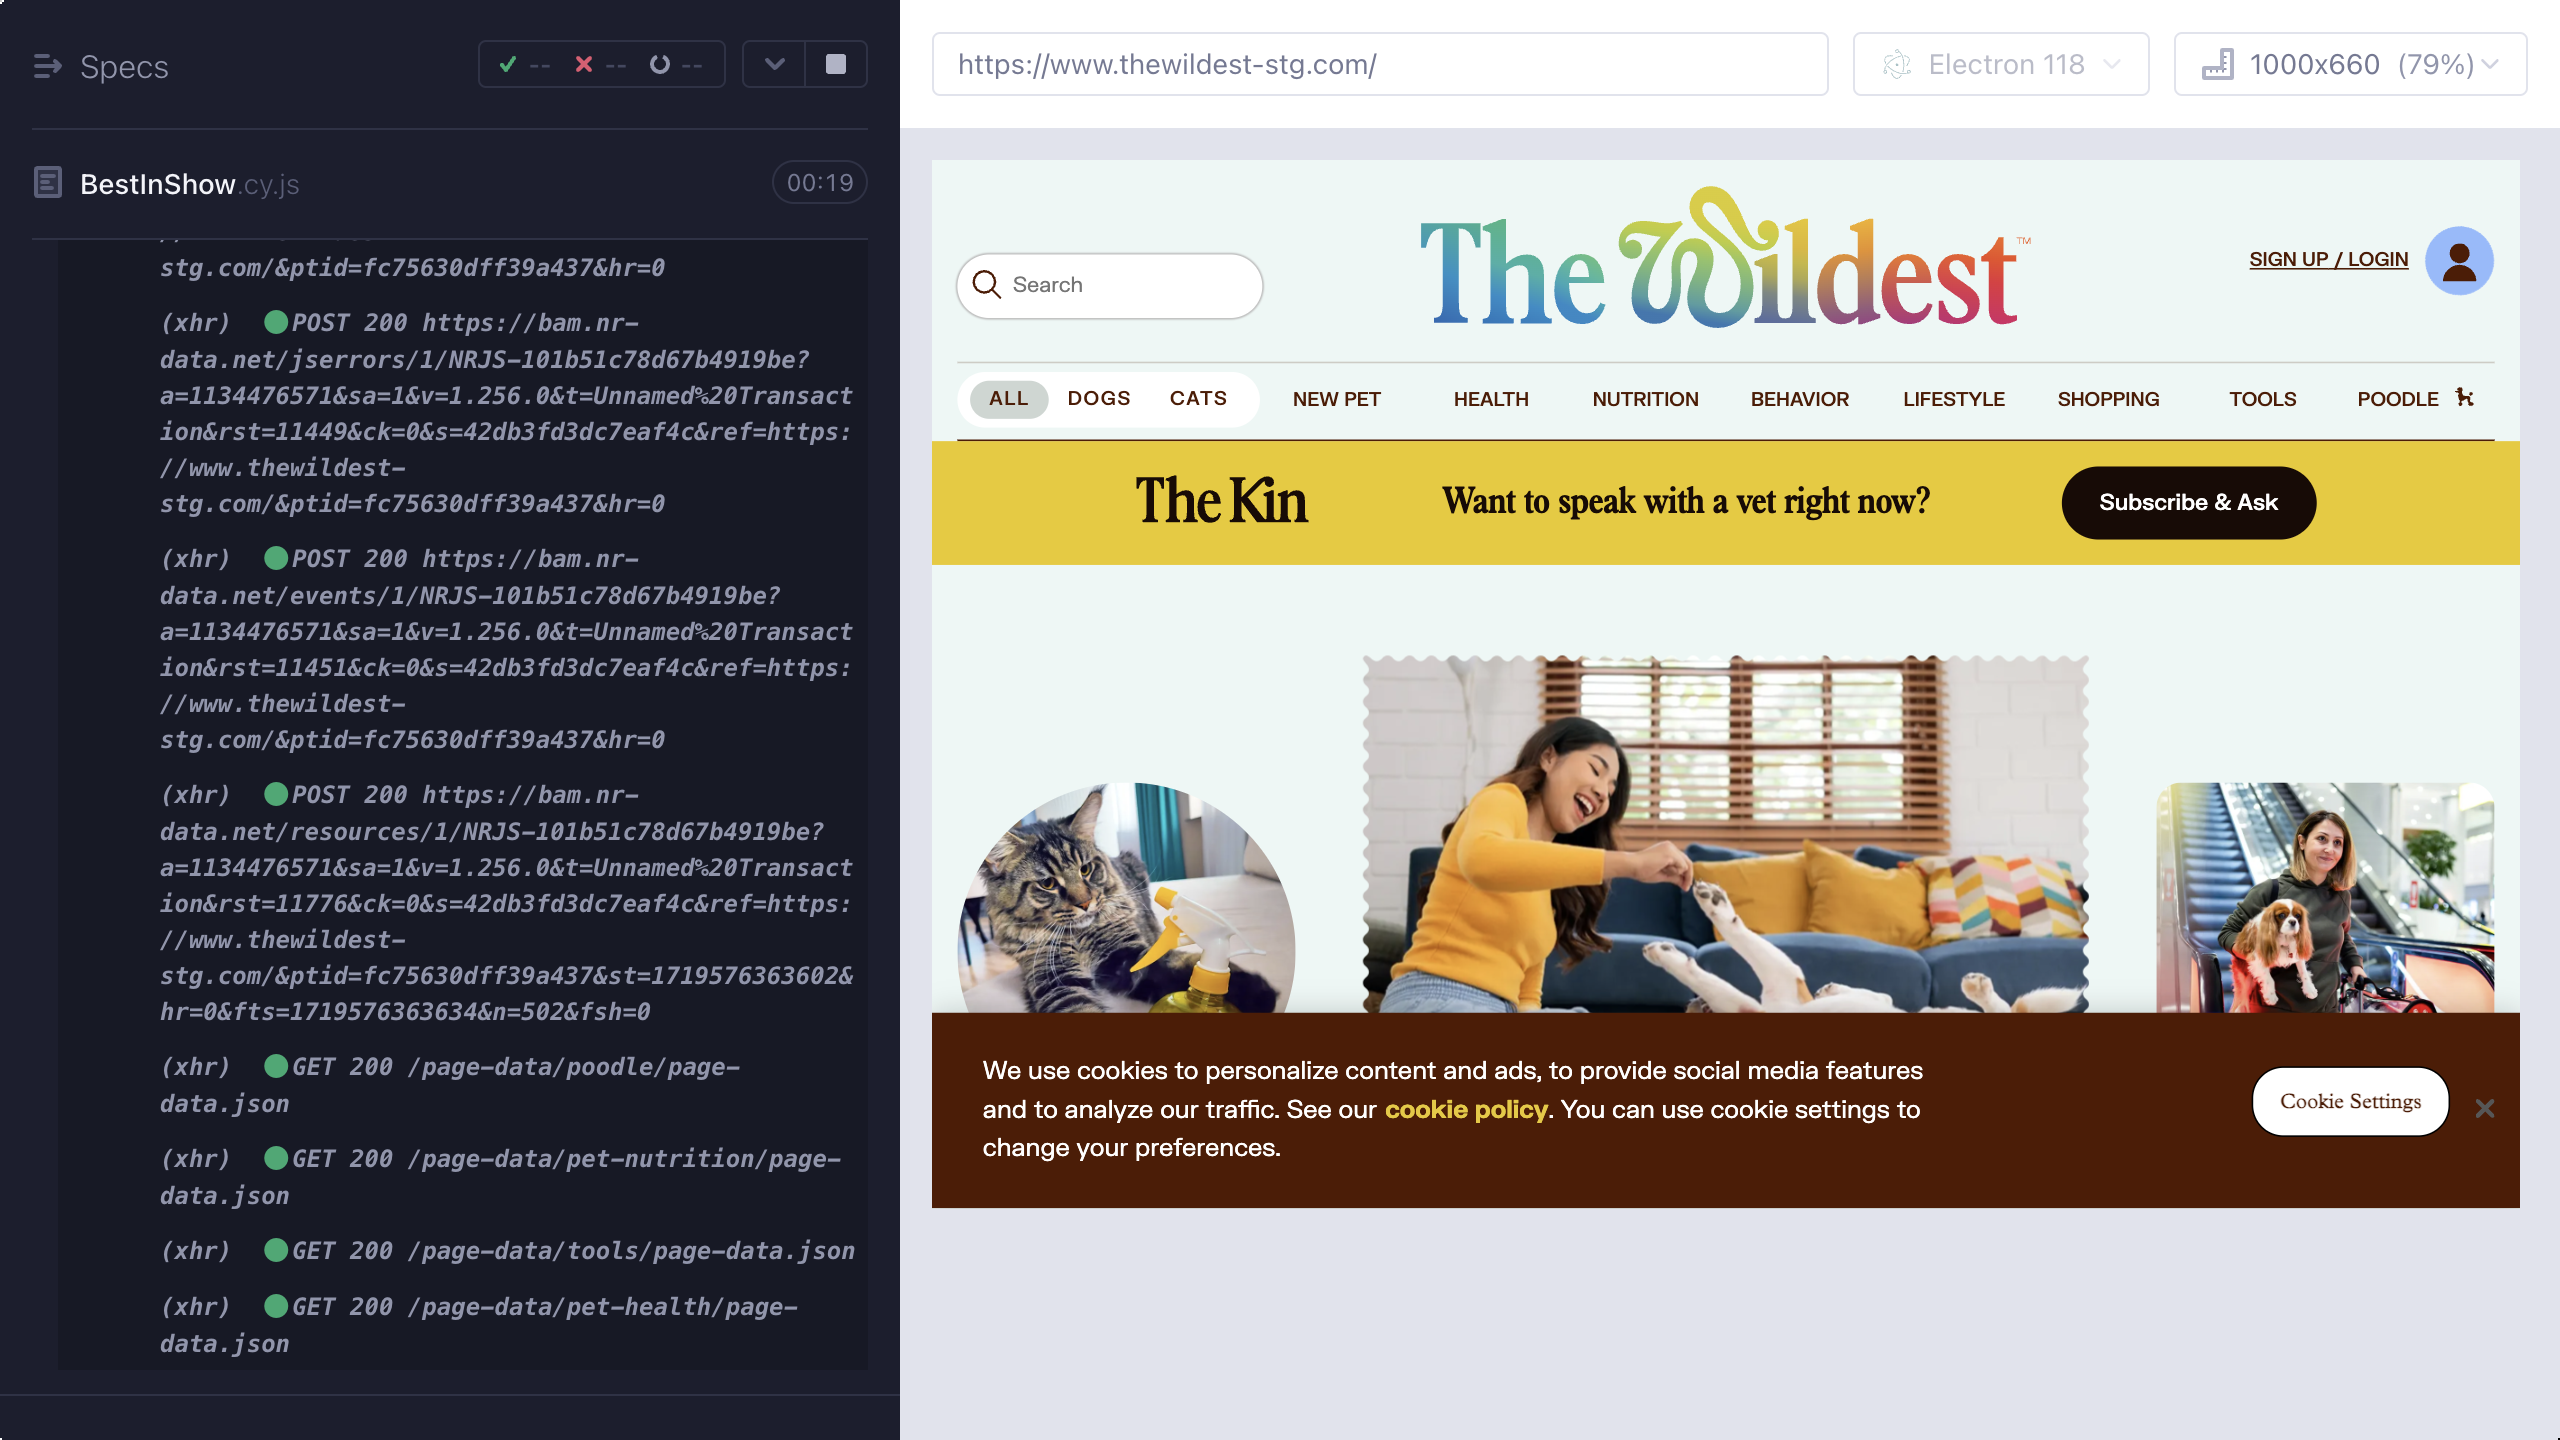 Specs
-- -- --
BestInShow.cy.js
00:19
stg.com/&ptid=fc75630dff39a437&hr=0
(xhr) POST 200 https://bam.nr-
data.net/jserrors/1/NRJS-101b51c78d67b4919be?
a=1134476571&sa=1&v=1.256.0&t=Unnamed%20Transact
ion&rst=11449&ck=0&s=42db3fd3dc7eaf4c&ref=https:
//www.thewildest-
stg.com/&ptid=fc75630dff39a437&hr=0
(xhr) POST 200 https://bam.nr-
data.net/events/1/NRJS-101b51c78d67b4919be?
a=1134476571&sa=1&v=1.256.0&t=Unnamed%20Transact
ion&rst=11451&ck=0&s=42db3fd3dc7eaf4c&ref=https:
//www.thewildest-
stg.com/&ptid=fc75630dff39a437&hr=0
(xhr) POST 200 https://bam.nr-
data.net/resources/1/NRJS-101b51c78d67b4919be?
a=1134476571&sa=1&v=1.256.0&t=Unnamed%20Transact
ion&rst=11776&ck=0&s=42db3fd3dc7eaf4c&ref=https:
//www.thewildest-
stg.com/&ptid=fc75630dff39a437&st=1719576363602&
hr=0&fts=1719576363634&n=502&fsh=0
(xhr) GET 200 /page-data/poodle/page-
data.json
(xhr) GET 200 /page-data/pet-nutrition/page-
data.json
(xhr) GET 200 /page-data/tools/page-data.json
(xhr) GET 200 /page-data/pet-health/page-
data.json
https://www.thewildest-stg.com/
Electron 118
1000x660 (79%)
Search
The Wildest™
SIGN UP / LOGIN
ALL DOGS CATS NEW PET HEALTH NUTRITION BEHAVIOR LIFESTYLE SHOPPING TOOLS POODLE
The Kin
Want to speak with a vet right now?
Subscribe & Ask
We use cookies to personalize content and ads, to provide social media features
and to analyze our traffic. See our cookie policy. You can use cookie settings to
change your preferences.
Cookie Settings